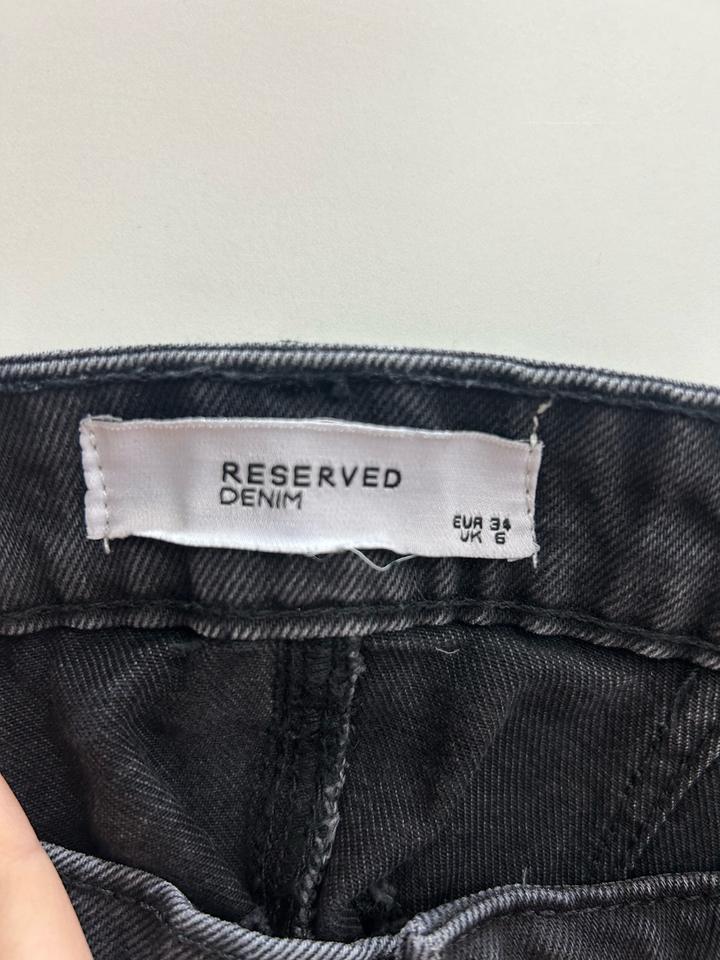 RESERVED
DENIM
EUR 34
UK 6